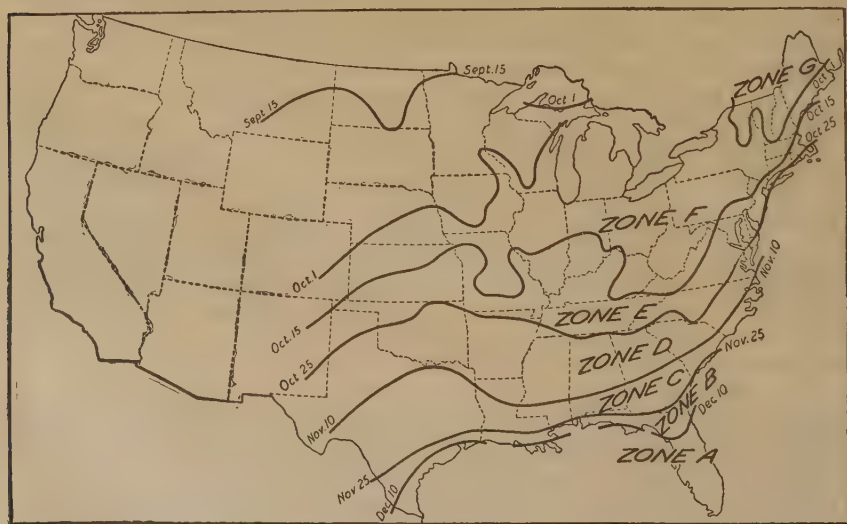 Sept. 15
Sept. 15
Oct 1
ZONE G
Oct
Oct 15
Oct 25
ZONE F
Oct. 1
Oct. 15
Oct 25
Nov. 10
ZONE E
ZONE D
Nov. 10
Nov. 25
ZONE C
ZONE B
Dec 10
ZONE A
Nov 25
Dec 10